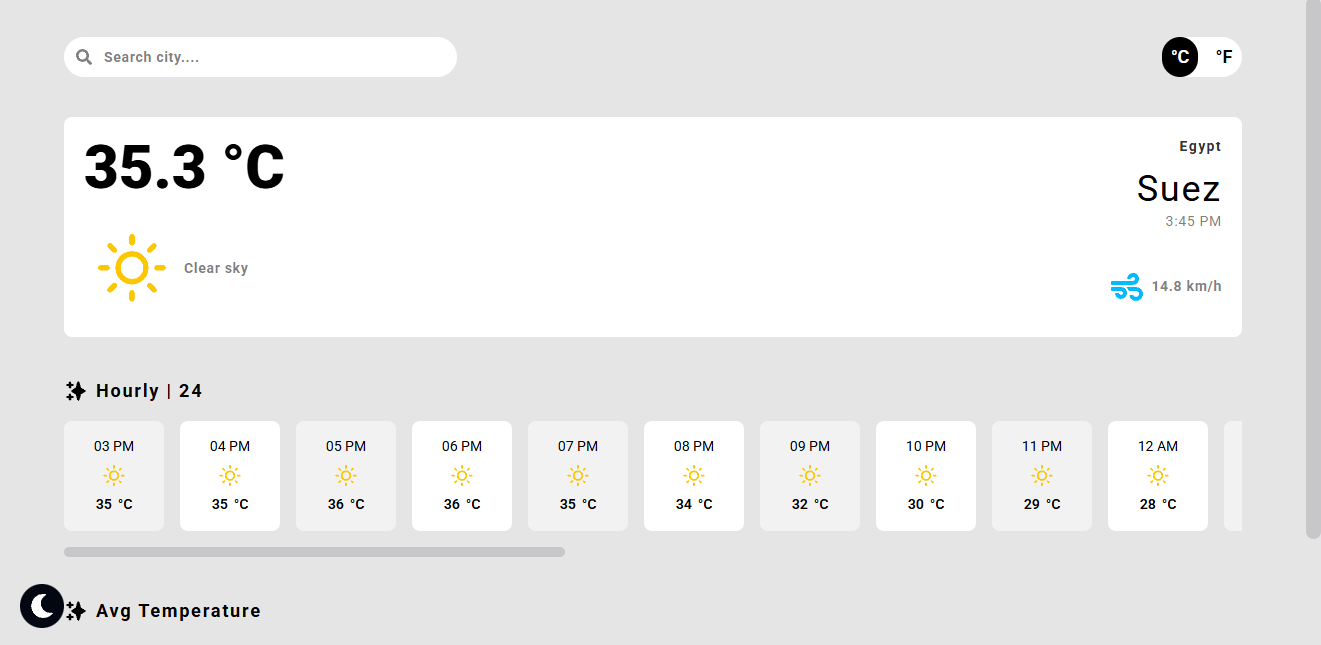 Search city....
°C °F
35.3 °C
Egypt
Suez
3:45 PM
Clear sky
14.8 km/h
Hourly | 24
03 PM 04 PM 05 PM 06 PM 07 PM 08 PM 09 PM 10 PM 11 PM 12 AM
35 °C 35 °C 36 °C 36 °C 35 °C 34 °C 32 °C 30 °C 29 °C 28 °C
Avg Temperature